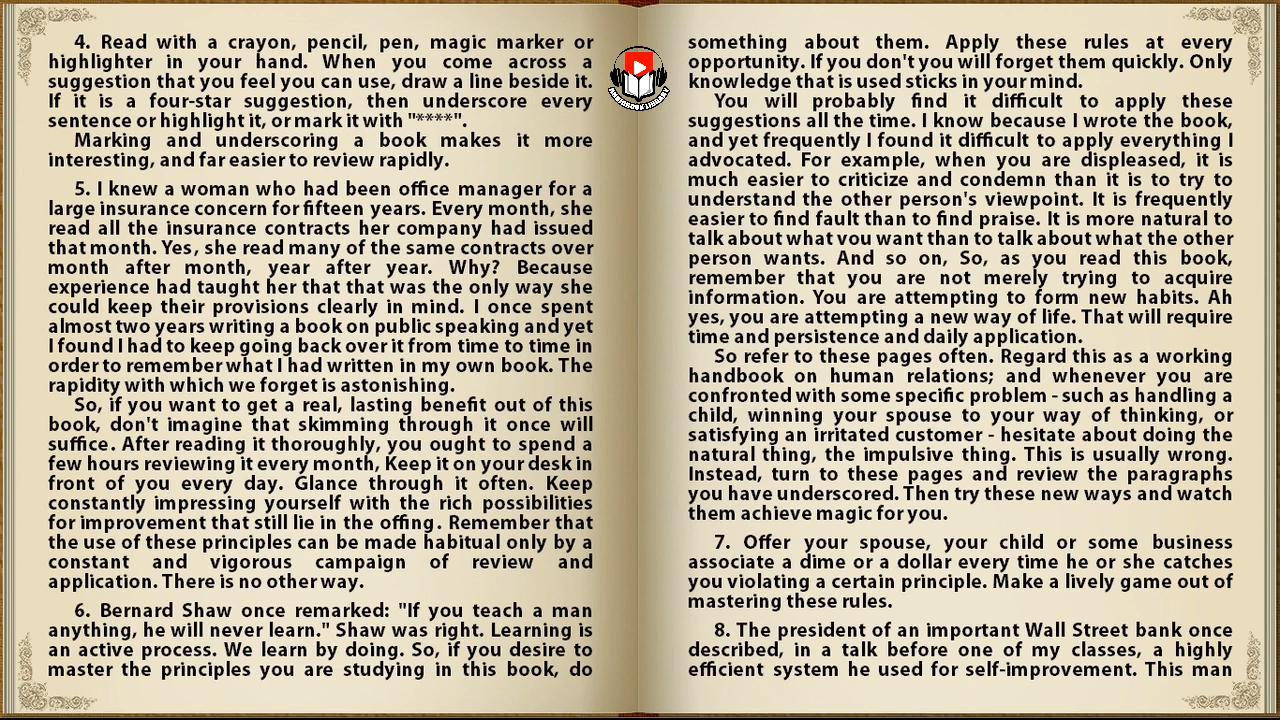 4. Read with a crayon, pencil, pen, magic marker or
highlighter in your hand. When you come across a
suggestion that you feel you can use, draw a line beside it.
If it is a four-star suggestion, then underscore every
sentence or highlight it, or mark it with "****".
Marking and underscoring a book makes it more
interesting, and far easier to review rapidly.
5. I knew a woman who had been office manager for a
large insurance concern for fifteen years. Every month, she
read all the insurance contracts her company had issued
that month. Yes, she read many of the same contracts over
month after month, year after year. Why? Because
experience had taught her that that was the only way she
could keep their provisions clearly in mind. I once spent
almost two years writing a book on public speaking and yet
I found I had to keep going back over it from time to time in
order to remember what I had written in my own book. The
rapidity with which we forget is astonishing.
So, if you want to get a real, lasting benefit out of this
book, don't imagine that skimming through it once will
suffice. After reading it thoroughly, you ought to spend a
few hours reviewing it every month, Keep it on your desk in
front of you every day. Glance through it often. Keep
constantly impressing yourself with the rich possibilities
for improvement that still lie in the offing. Remember that
the use of these principles can be made habitual only by a
constant and vigorous campaign of review and
application. There is no other way.
6. Bernard Shaw once remarked: "If you teach a man
anything, he will never learn." Shaw was right. Learning is
an active process. We learn by doing. So, if you desire to
master the principles you are studying in this book, do
something about them. Apply these rules at every
opportunity. If you don't you will forget them quickly. Only
knowledge that is used sticks in your mind.
You will probably find it difficult to apply these
suggestions all the time. I know because I wrote the book,
and yet frequently I found it difficult to apply everything I
advocated. For example, when you are displeased, it is
much easier to criticize and condemn than it is to try to
understand the other person's viewpoint. It is frequently
easier to find fault than to find praise. It is more natural to
talk about what vou want than to talk about what the other
person wants. And so on, So, as you read this book,
remember that you are not merely trying to acquire
information. You are attempting to form new habits. Ah
yes, you are attempting a new way of life. That will require
time and persistence and daily application.
So refer to these pages often. Regard this as a working
handbook on human relations; and whenever you are
confronted with some specific problem - such as handling a
child, winning your spouse to your way of thinking, or
satisfying an irritated customer - hesitate about doing the
natural thing, the impulsive thing. This is usually wrong.
Instead, turn to these pages and review the paragraphs
you have underscored. Then try these new ways and watch
them achieve magic for you.
7. Offer your spouse, your child or some business
associate a dime or a dollar every time he or she catches
you violating a certain principle. Make a lively game out of
mastering these rules.
8. The president of an important Wall Street bank once
described, in a talk before one of my classes, a highly
efficient system he used for self-improvement. This man